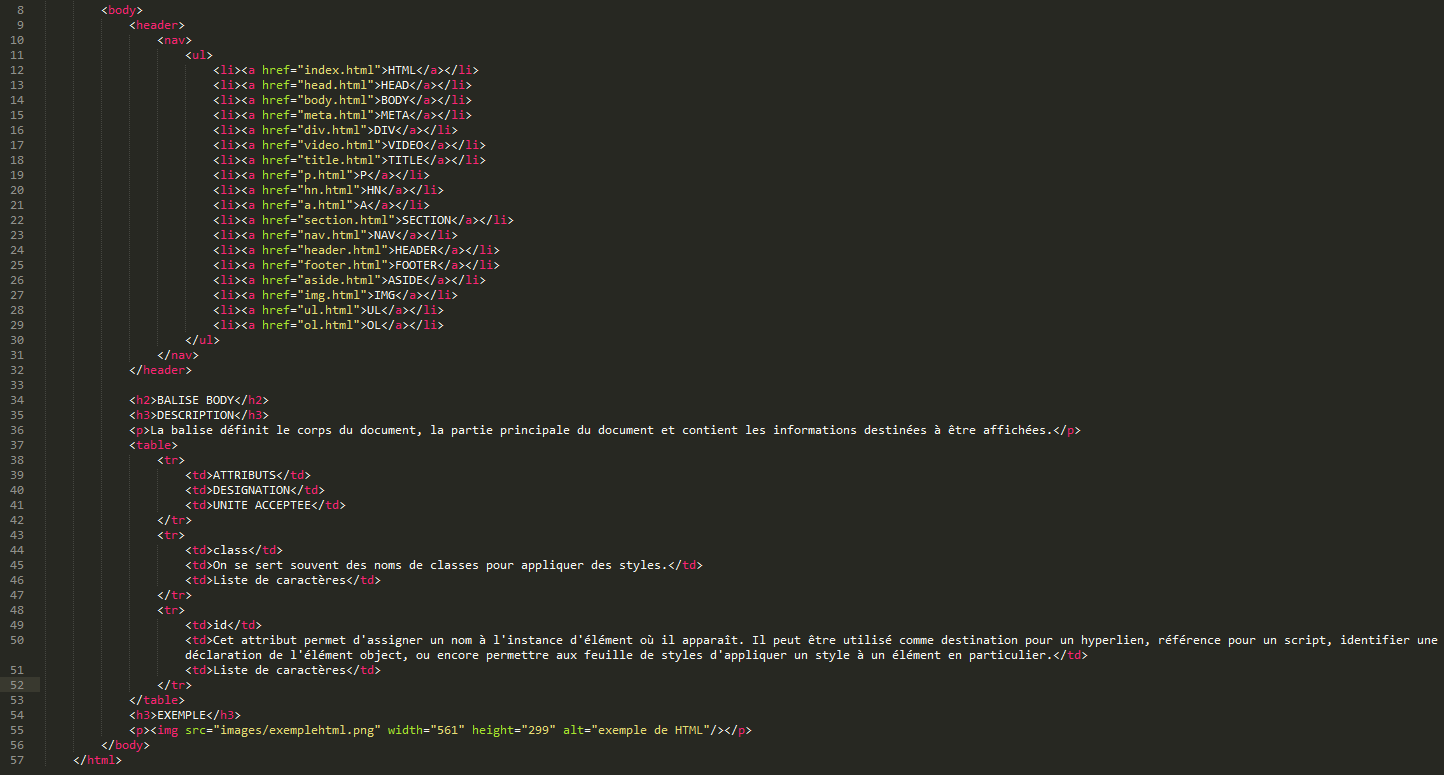 8 <body>
9 <header>
10 <nav>
11 <ul>
12 <li><a href="index.html">HTML</a></li>
13 <li><a href="head.html">HEAD</a></li>
14 <li><a href="body.html">BODY</a></li>
15 <li><a href="meta.html">META</a></li>
16 <li><a href="div.html">DIV</a></li>
17 <li><a href="video.html">VIDEO</a></li>
18 <li><a href="title.html">TITLE</a></li>
19 <li><a href="p.html">P</a></li>
20 <li><a href="hn.html">HN</a></li>
21 <li><a href="a.html">A</a></li>
22 <li><a href="section.html">SECTION</a></li>
23 <li><a href="nav.html">NAV</a></li>
24 <li><a href="header.html">HEADER</a></li>
25 <li><a href="footer.html">FOOTER</a></li>
26 <li><a href="aside.html">ASIDE</a></li>
27 <li><a href="img.html">IMG</a></li>
28 <li><a href="ul.html">UL</a></li>
29 <li><a href="ol.html">OL</a></li>
30 </ul>
31 </nav>
32 </header>
33
34 <h2>BALISE BODY</h2>
35 <h3>DESCRIPTION</h3>
36 <p>La balise définit le corps du document, la partie principale du document et contient les informations destinées à être affichées.</p>
37 <table>
38 <tr>
39 <td>ATTRIBUTS</td>
40 <td>DESIGNATION</td>
41 <td>UNITE ACCEPTEE</td>
42 </tr>
43 <tr>
44 <td>class</td>
45 <td>On se sert souvent des noms de classes pour appliquer des styles.</td>
46 <td>Liste de caractères</td>
47 </tr>
48 <tr>
49 <td>id</td>
50 <td>Cet attribut permet d'assigner un nom à l'instance d'élément où il apparaît. Il peut être utilisé comme destination pour un hyperlien, référence pour un script, identifier une
déclaration de l'élément object, ou encore permettre aux feuille de styles d'appliquer un style à un élément en particulier.</td>
51 <td>Liste de caractères</td>
52 </tr>
53 </table>
54 <h3>EXEMPLE</h3>
55 <p><img src="images/exemplehtml.png" width="561" height="299" alt="exemple de HTML"/></p>
56 </body>
57 </html>